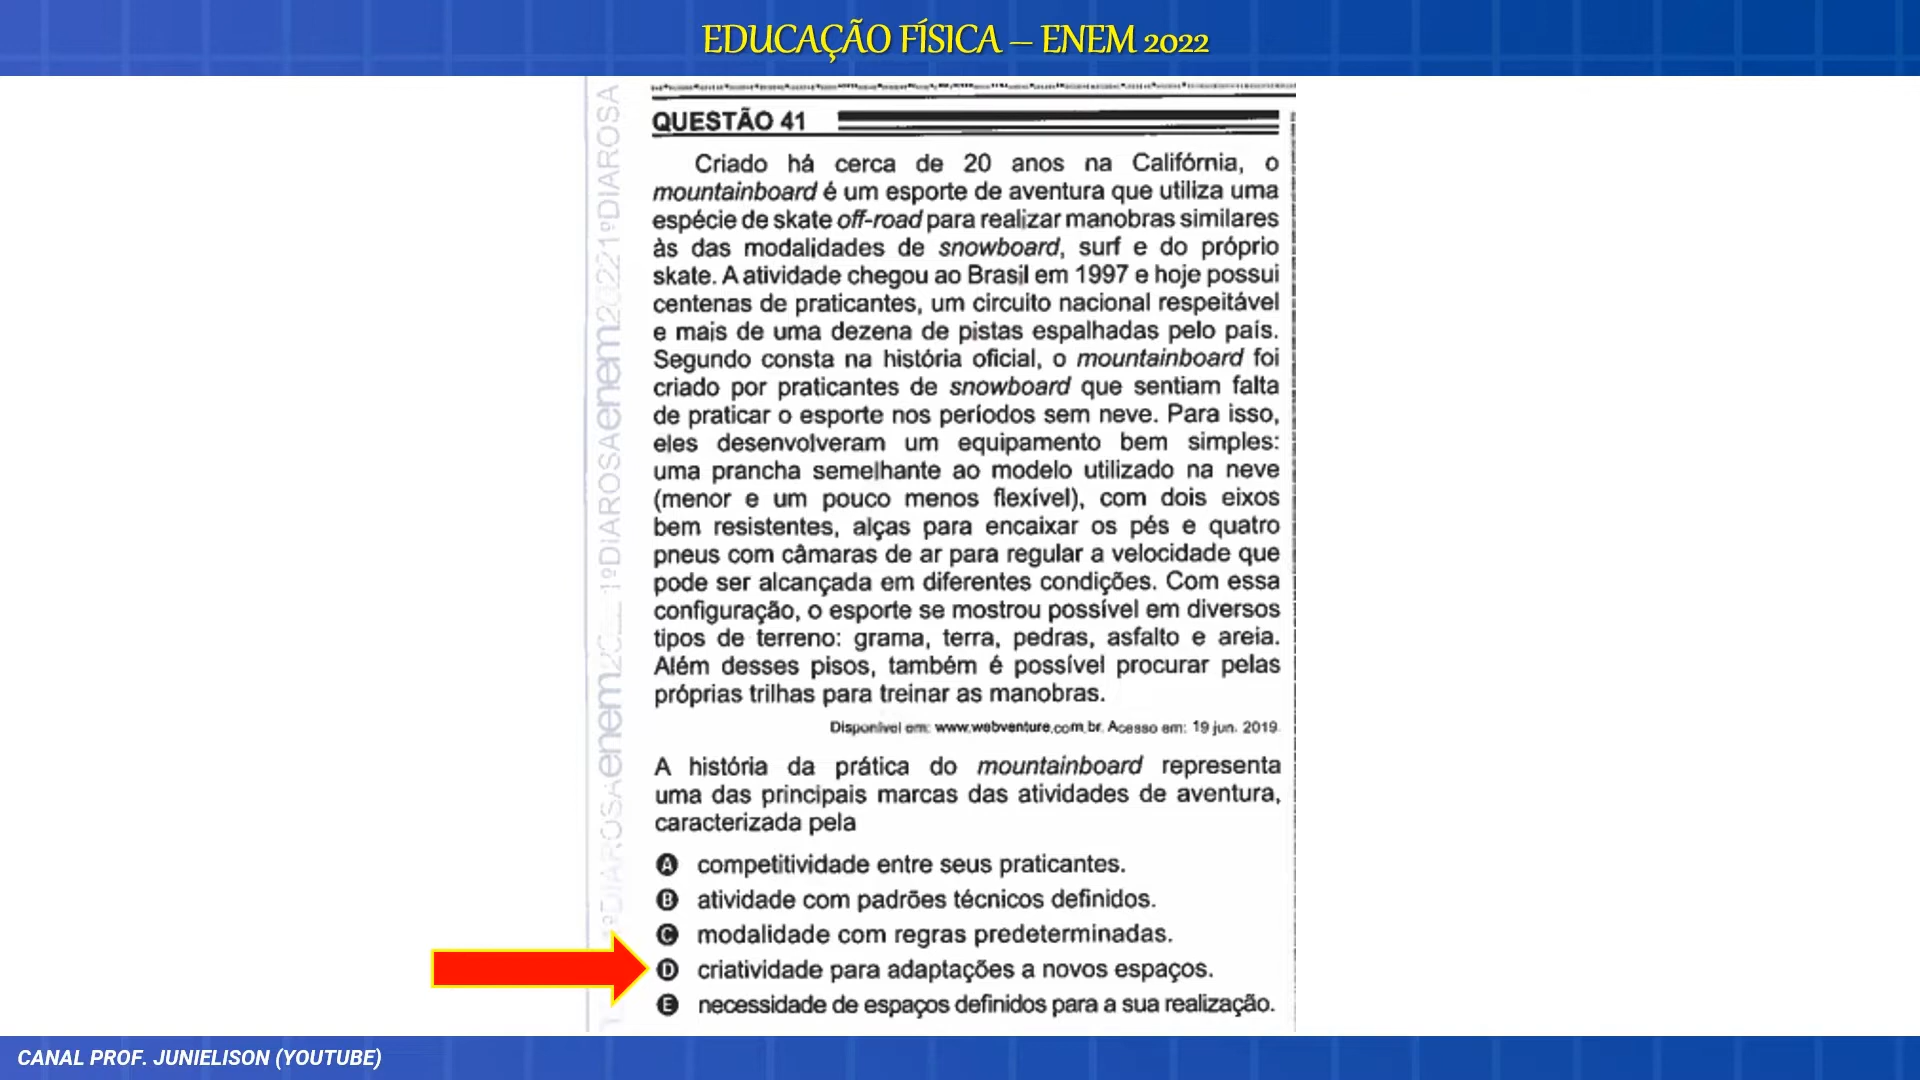 EDUCAÇÃO FÍSICA – ENEM 2022
QUESTÃO 41
Criado há cerca de 20 anos na Califórnia, o
mountainboard é um esporte de aventura que utiliza uma
espécie de skate off-road para realizar manobras similares
às das modalidades de snowboard, surf e do próprio
skate. A atividade chegou ao Brasil em 1997 e hoje possui
centenas de praticantes, um circuito nacional respeitável
e mais de uma dezena de pistas espalhadas pelo país.
Segundo consta na história oficial, o mountainboard foi
criado por praticantes de snowboard que sentiam falta
de praticar o esporte nos períodos sem neve. Para isso,
eles desenvolveram um equipamento bem simples:
uma prancha semelhante ao modelo utilizado na neve
(menor e um pouco menos flexível), com dois eixos
bem resistentes, alças para encaixar os pés e quatro
pneus com câmaras de ar para regular a velocidade que
pode ser alcançada em diferentes condições. Com essa
configuração, o esporte se mostrou possível em diversos
tipos de terreno: grama, terra, pedras, asfalto e areia.
Além desses pisos, também é possível procurar pelas
próprias trilhas para treinar as manobras.
Disponível em: www.webventure.com.br. Acesso em: 19 jun. 2019.
A história da prática do mountainboard representa
uma das principais marcas das atividades de aventura,
caracterizada pela
A competitividade entre seus praticantes.
B atividade com padrões técnicos definidos.
C modalidade com regras predeterminadas.
D criatividade para adaptações a novos espaços.
E necessidade de espaços definidos para a sua realização.
CANAL PROF. JUNIELISON (YOUTUBE)